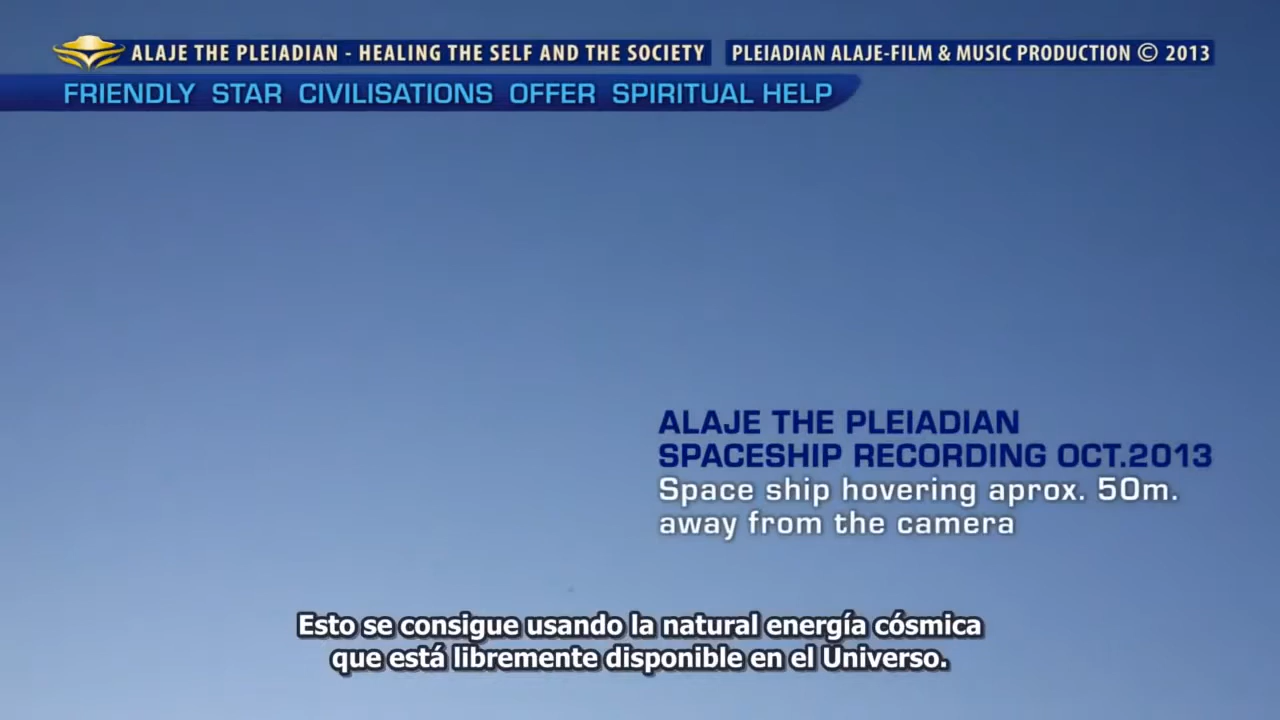 ALAJE THE PLEIADIAN - HEALING THE SELF AND THE SOCIETY PLEIADIAN ALAJE-FILM & MUSIC PRODUCTION © 2013
FRIENDLY STAR CIVILISATIONS OFFER SPIRITUAL HELP
ALAJE THE PLEIADIAN
SPACESHIP RECORDING OCT.2013
Space ship hovering aprox. 50m.
away from the camera
Esto se consigue usando la natural energía cósmica
que está libremente disponible en el Universo.